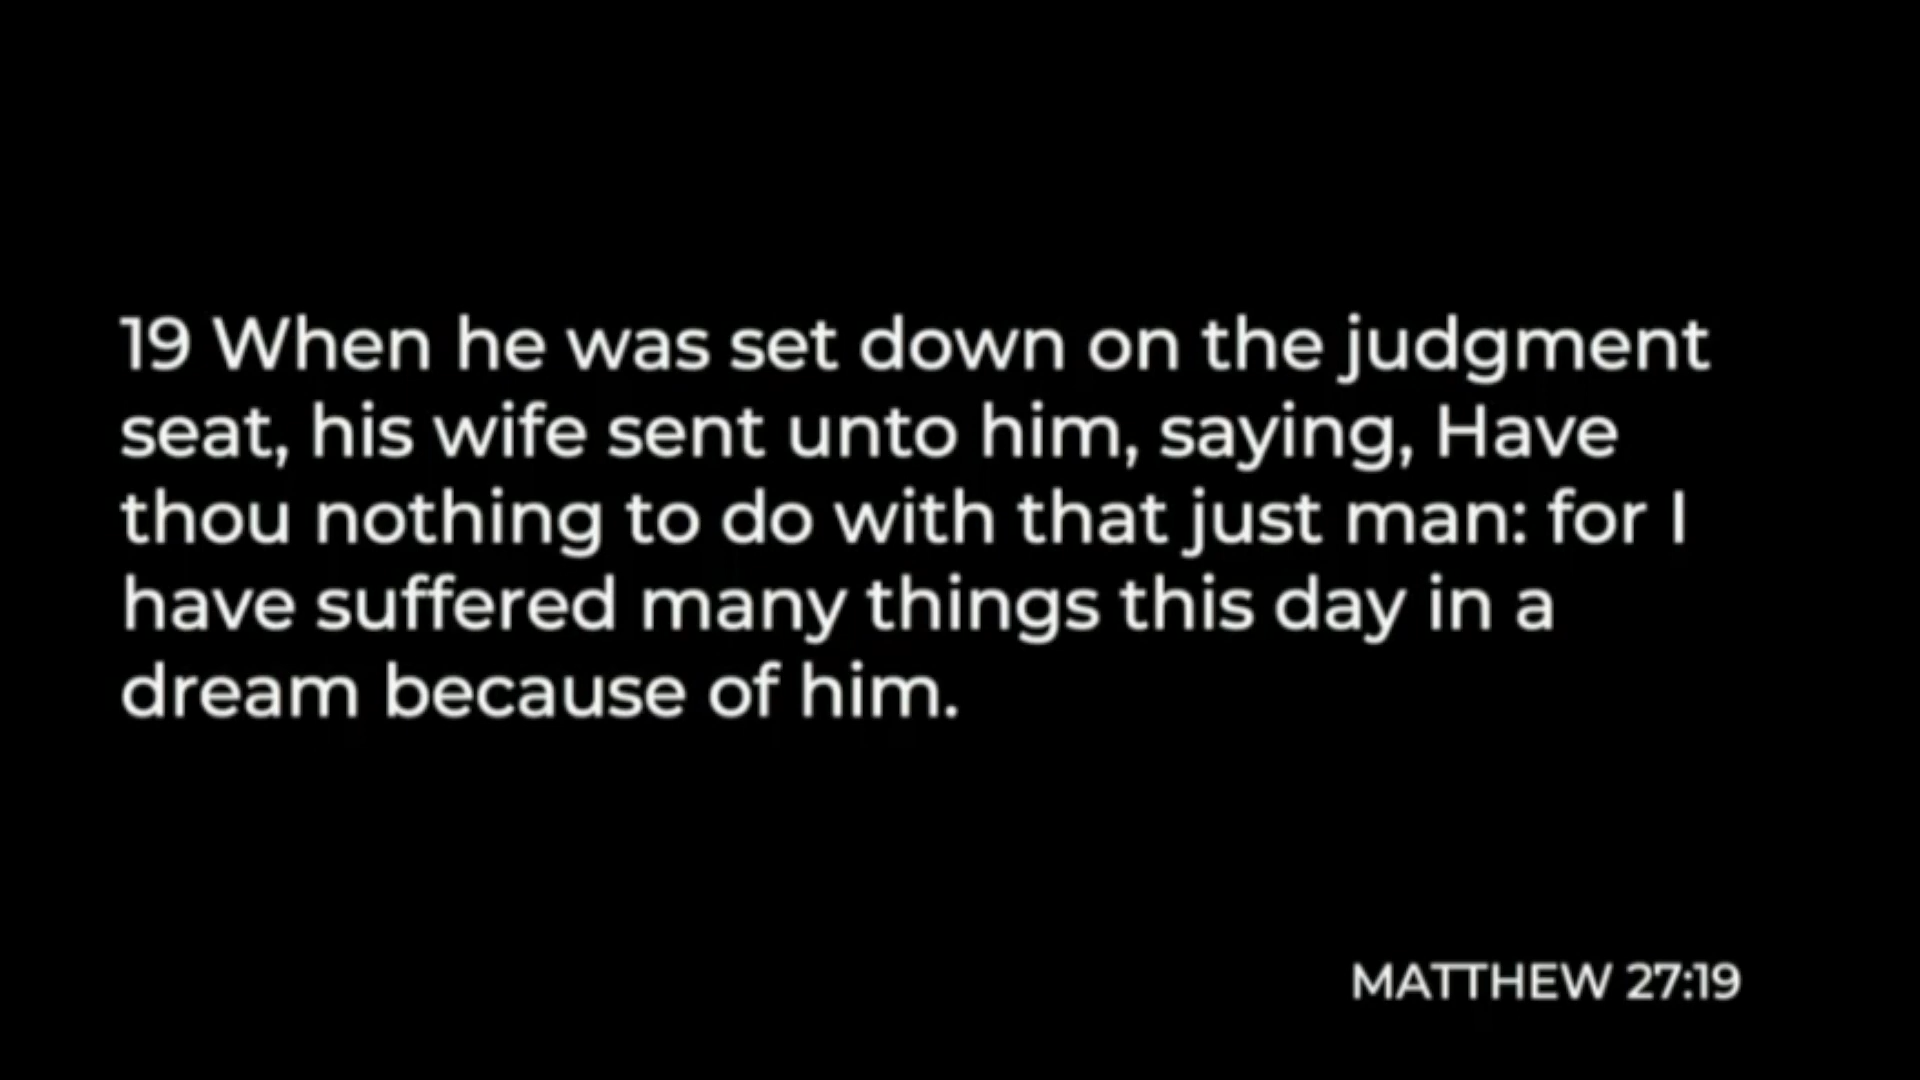 19 When he was set down on the judgment
seat, his wife sent unto him, saying, Have
thou nothing to do with that just man: for I
have suffered many things this day in a
dream because of him.
MATTHEW 27:19